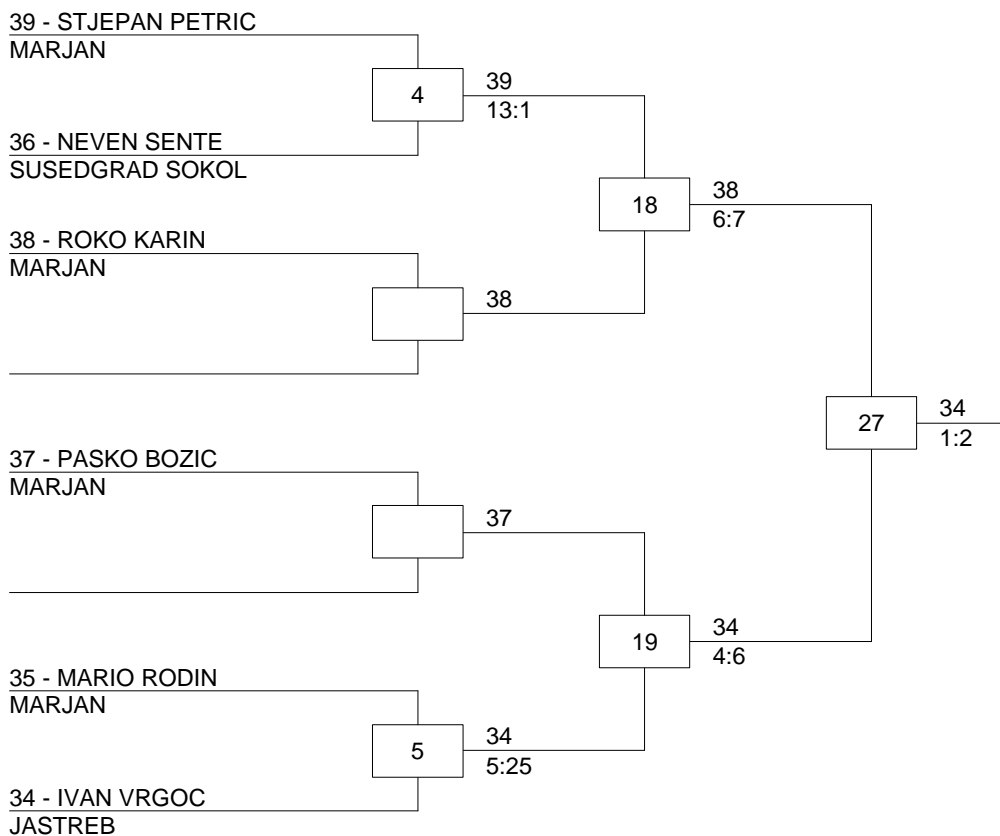 39 - STJEPAN PETRIC
MARJAN
4
39
13:1
36 - NEVEN SENTE
SUSEDGRAD SOKOL
18
38
6:7
38 - ROKO KARIN
MARJAN
38
27
34
1:2
37 - PASKO BOZIC
MARJAN
37
19
34
4:6
35 - MARIO RODIN
MARJAN
5
34
5:25
34 - IVAN VRGOC
JASTREB